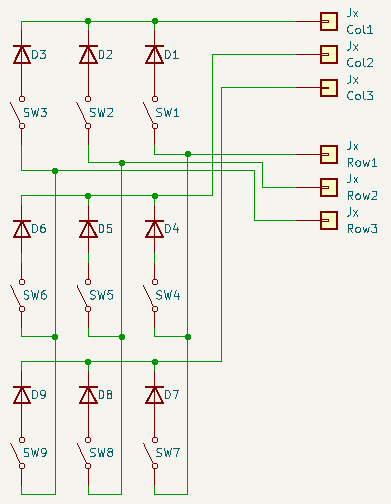 Jx
Col1
D3 D2 D1
Jx
Col2
Jx
Col3
SW3 SW2 SW1
Jx
Row1
Jx
Row2
Jx
Row3
D6 D5 D4
SW6 SW5 SW4
D9 D8 D7
SW9 SW8 SW7